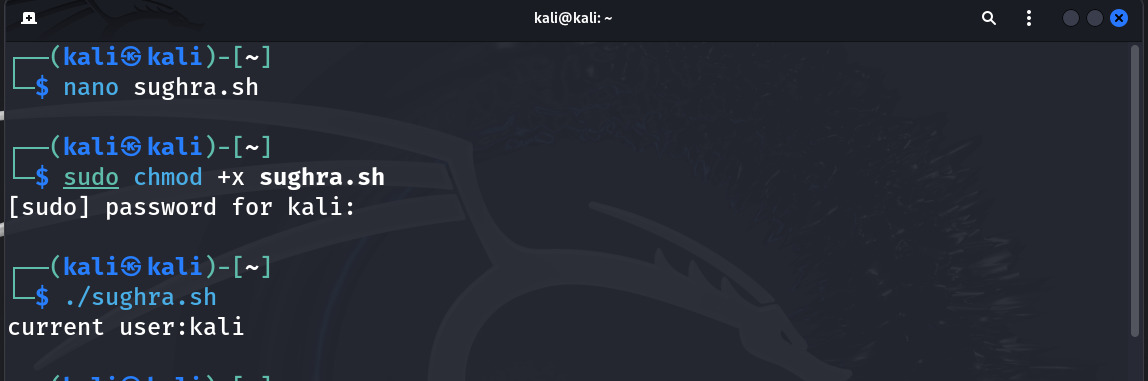 kali@kali: ~
┌──(kali㉿kali)-[~]
└─$ nano sughra.sh
┌──(kali㉿kali)-[~]
└─$ sudo chmod +x sughra.sh
[sudo] password for kali:
┌──(kali㉿kali)-[~]
└─$ ./sughra.sh
current user:kali